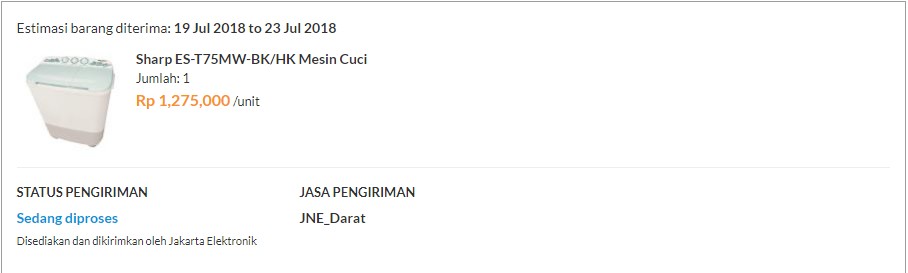 Estimasi barang diterima: 19 Jul 2018 to 23 Jul 2018
Sharp ES-T75MW-BK/HK Mesin Cuci
Jumlah: 1
Rp 1,275,000 /unit
STATUS PENGIRIMAN
JASA PENGIRIMAN
Sedang diproses
JNE_Darat
Disediakan dan dikirimkan oleh Jakarta Elektronik